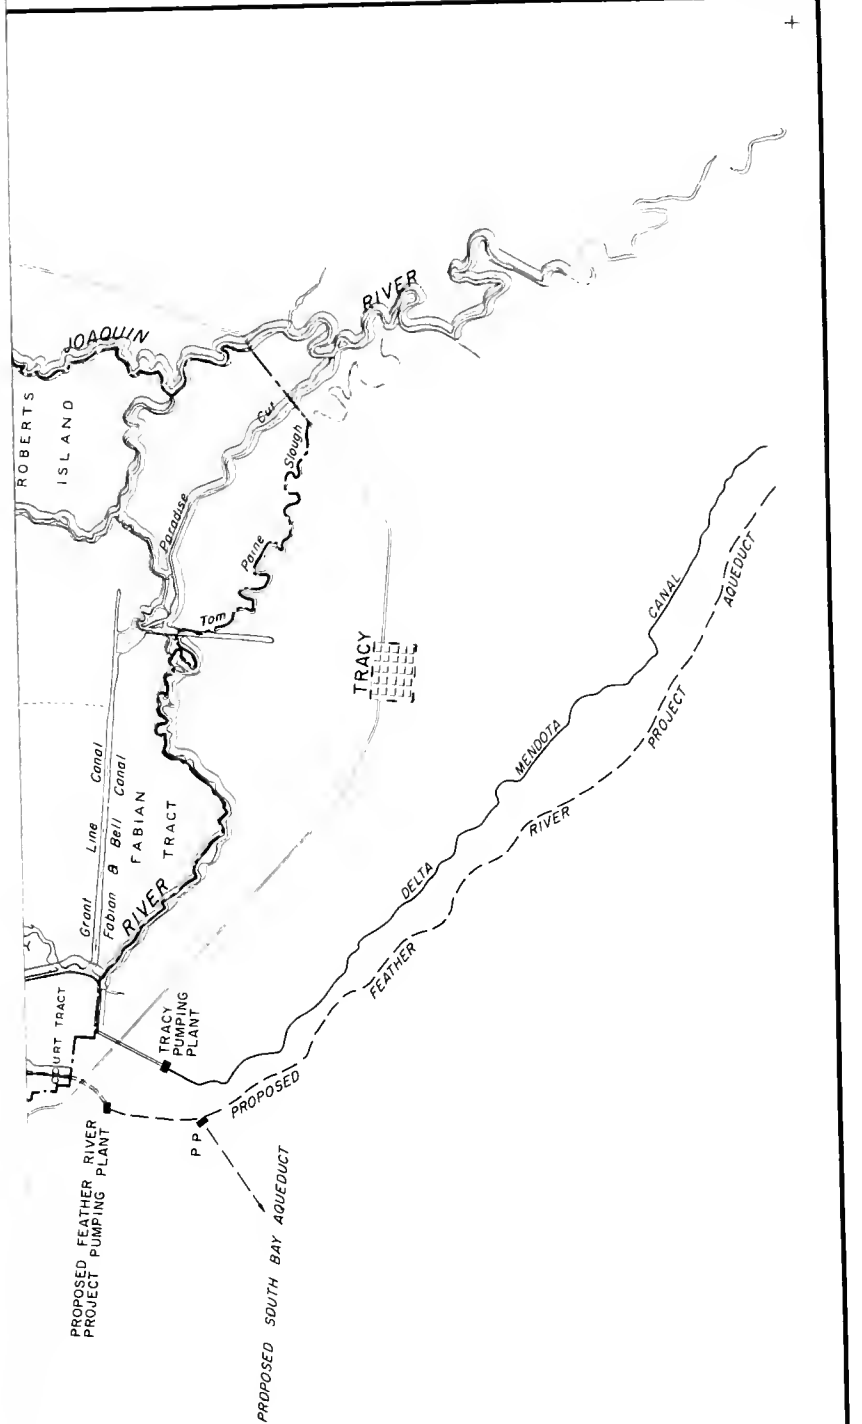 JOAQUIN
RIVER
ROBERTS
ISLAND
Paradise
Cut
Tom
Paine
Slough
TRACY
Grant Line Canal
Fabian & Bell Canal
FABIAN
TRACT
RIVER
COURT TRACT
TRACY
PUMPING
PLANT
DELTA
MENDOTA
CANAL
PROPOSED
FEATHER
RIVER
PROJECT
AQUEDUCT
P P
PROPOSED FEATHER RIVER
PROJECT PUMPING PLANT
PROPOSED SOUTH BAY AQUEDUCT